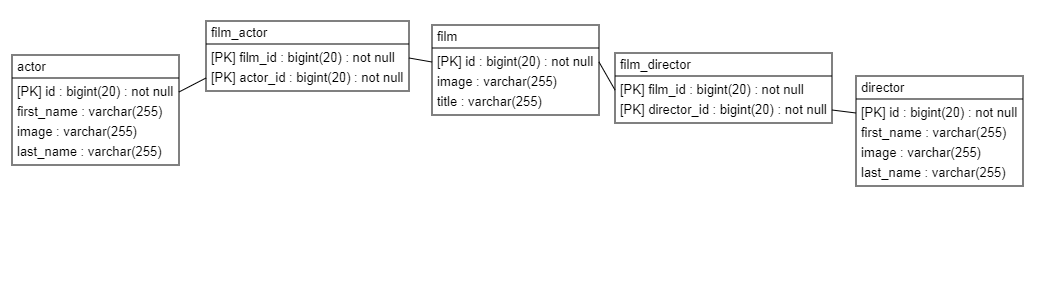 actor
[PK] id : bigint(20) : not null
first_name : varchar(255)
image : varchar(255)
last_name : varchar(255)
film_actor
[PK] film_id : bigint(20) : not null
[PK] actor_id : bigint(20) : not null
film
[PK] id : bigint(20) : not null
image : varchar(255)
title : varchar(255)
film_director
[PK] film_id : bigint(20) : not null
[PK] director_id : bigint(20) : not null
director
[PK] id : bigint(20) : not null
first_name : varchar(255)
image : varchar(255)
last_name : varchar(255)